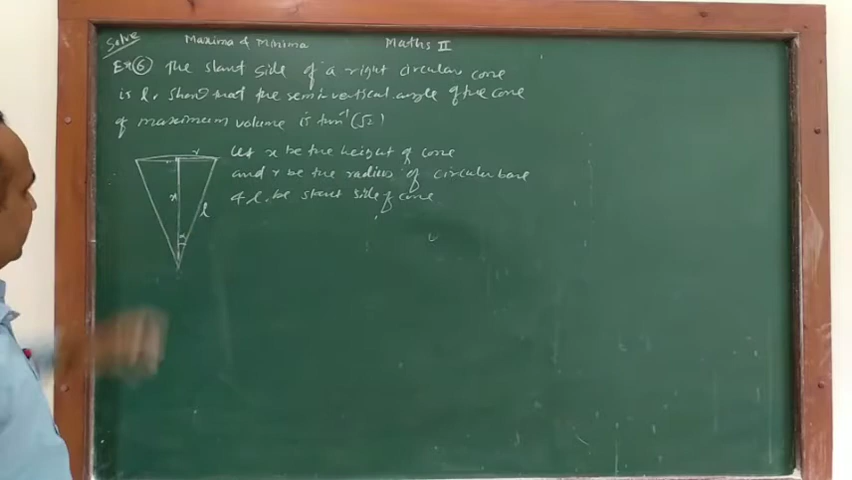 Solve
Maxima & Minima Maths II
Ex ⑥ The slant side of a right circular cone
is l. Show that the semi vertical angle of the cone
of maximum volume is tan⁻¹(√2)
Let x be the height of cone
and r be the radius of circular base
& l be slant side of cone
r
x
l
α